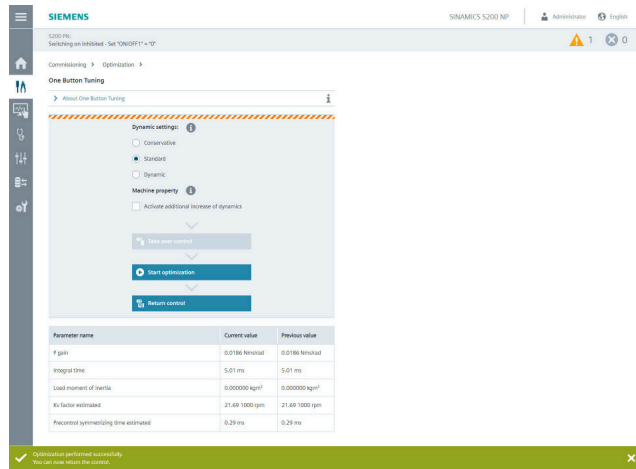 SIEMENS
SINAMICS S200 NP
Administrator
English
S200 PN:
Switching on inhibited - Set "ON/OFF1" = "0"
1
0
Commissioning > Optimization >
One Button Tuning
About One Button Tuning
Dynamic settings:
Conservative
Standard
Dynamic
Machine property
Activate additional increase of dynamics
Take over control
Start optimization
Return control
Parameter name Current value Previous value
P gain 0.0186 Nms/rad 0.0186 Nms/rad
Integral time 5.01 ms 5.01 ms
Load moment of inertia 0.000000 kgm² 0.000000 kgm²
Kv factor estimated 21.69 1000 rpm 21.69 1000 rpm
Precontrol symmetrizing time estimated 0.29 ms 0.29 ms
Optimization performed successfully.
You can now return the control.